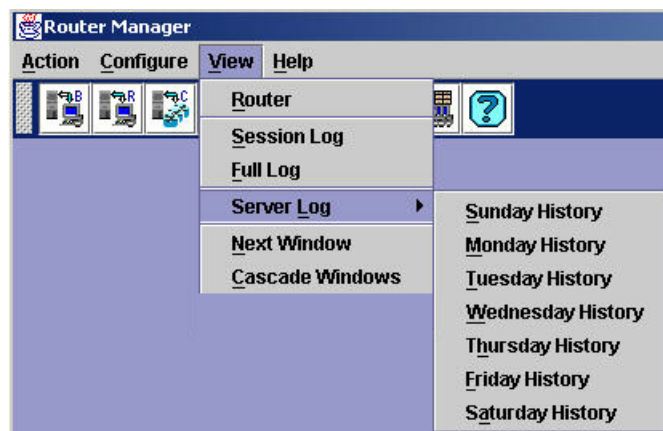 Router Manager
Action Configure View Help
B R C ?
Router
Session Log
Full Log
Server Log
Next Window
Cascade Windows
Sunday History
Monday History
Tuesday History
Wednesday History
Thursday History
Friday History
Saturday History